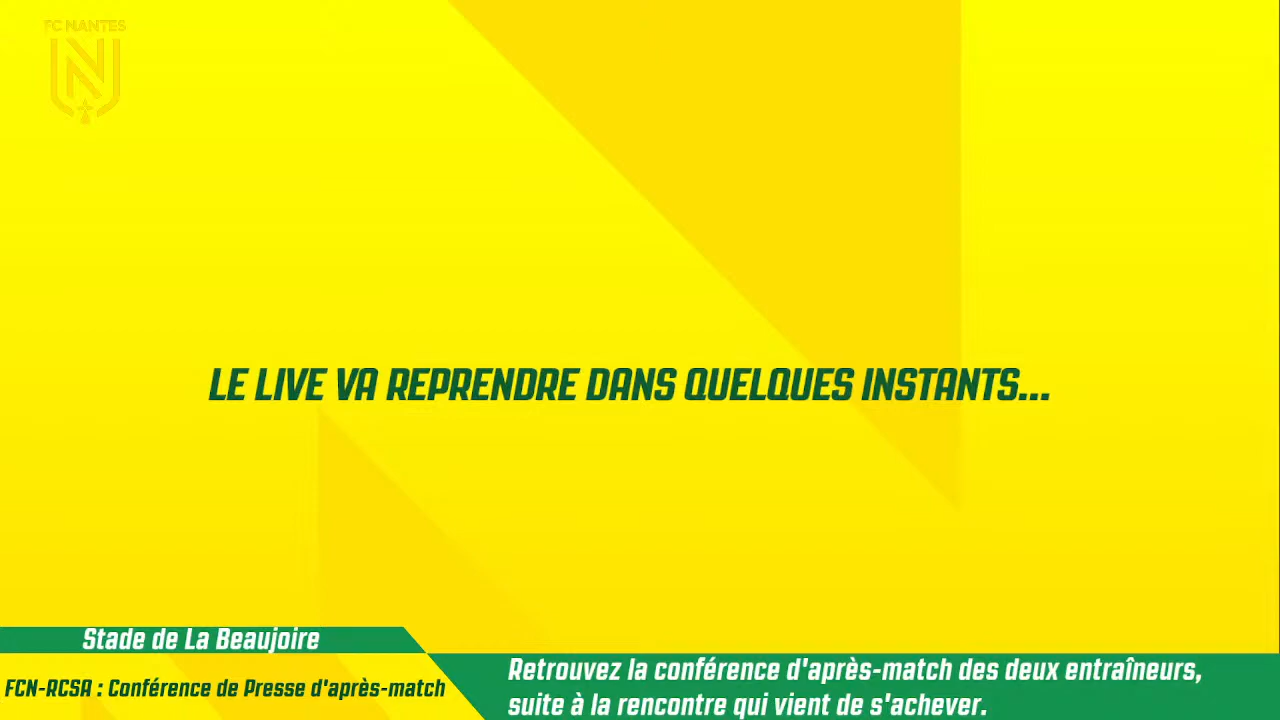 FC NANTES
LE LIVE VA REPRENDRE DANS QUELQUES INSTANTS...
Stade de La Beaujoire
FCN-RCSA : Conférence de Presse d'après-match
Retrouvez la conférence d'après-match des deux entraîneurs,
suite à la rencontre qui vient de s'achever.